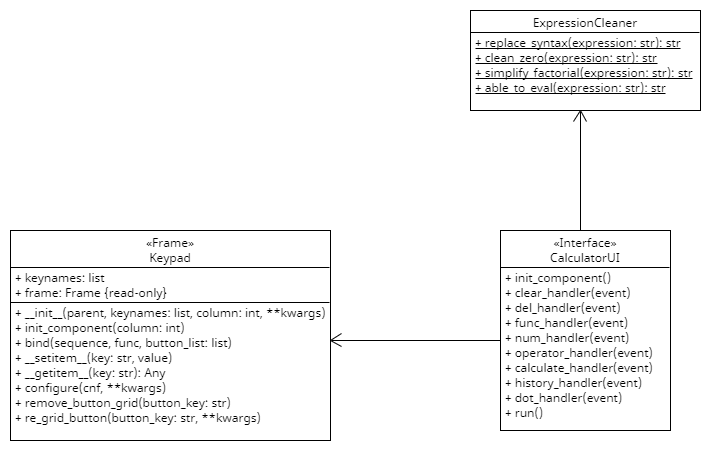 ExpressionCleaner
+ replace_syntax(expression: str): str
+ clean_zero(expression: str): str
+ simplify_factorial(expression: str): str
+ able_to_eval(expression: str): str
«Frame»
Keypad
+ keynames: list
+ frame: Frame {read-only}
+ __init__(parent, keynames: list, column: int, **kwargs)
+ init_component(column: int)
+ bind(sequence, func, button_list: list)
+ __setitem__(key: str, value)
+ __getitem__(key: str): Any
+ configure(cnf, **kwargs)
+ remove_button_grid(button_key: str)
+ re_grid_button(button_key: str, **kwargs)
«Interface»
CalculatorUI
+ init_component()
+ clear_handler(event)
+ del_handler(event)
+ func_handler(event)
+ num_handler(event)
+ operator_handler(event)
+ calculate_handler(event)
+ history_handler(event)
+ dot_handler(event)
+ run()